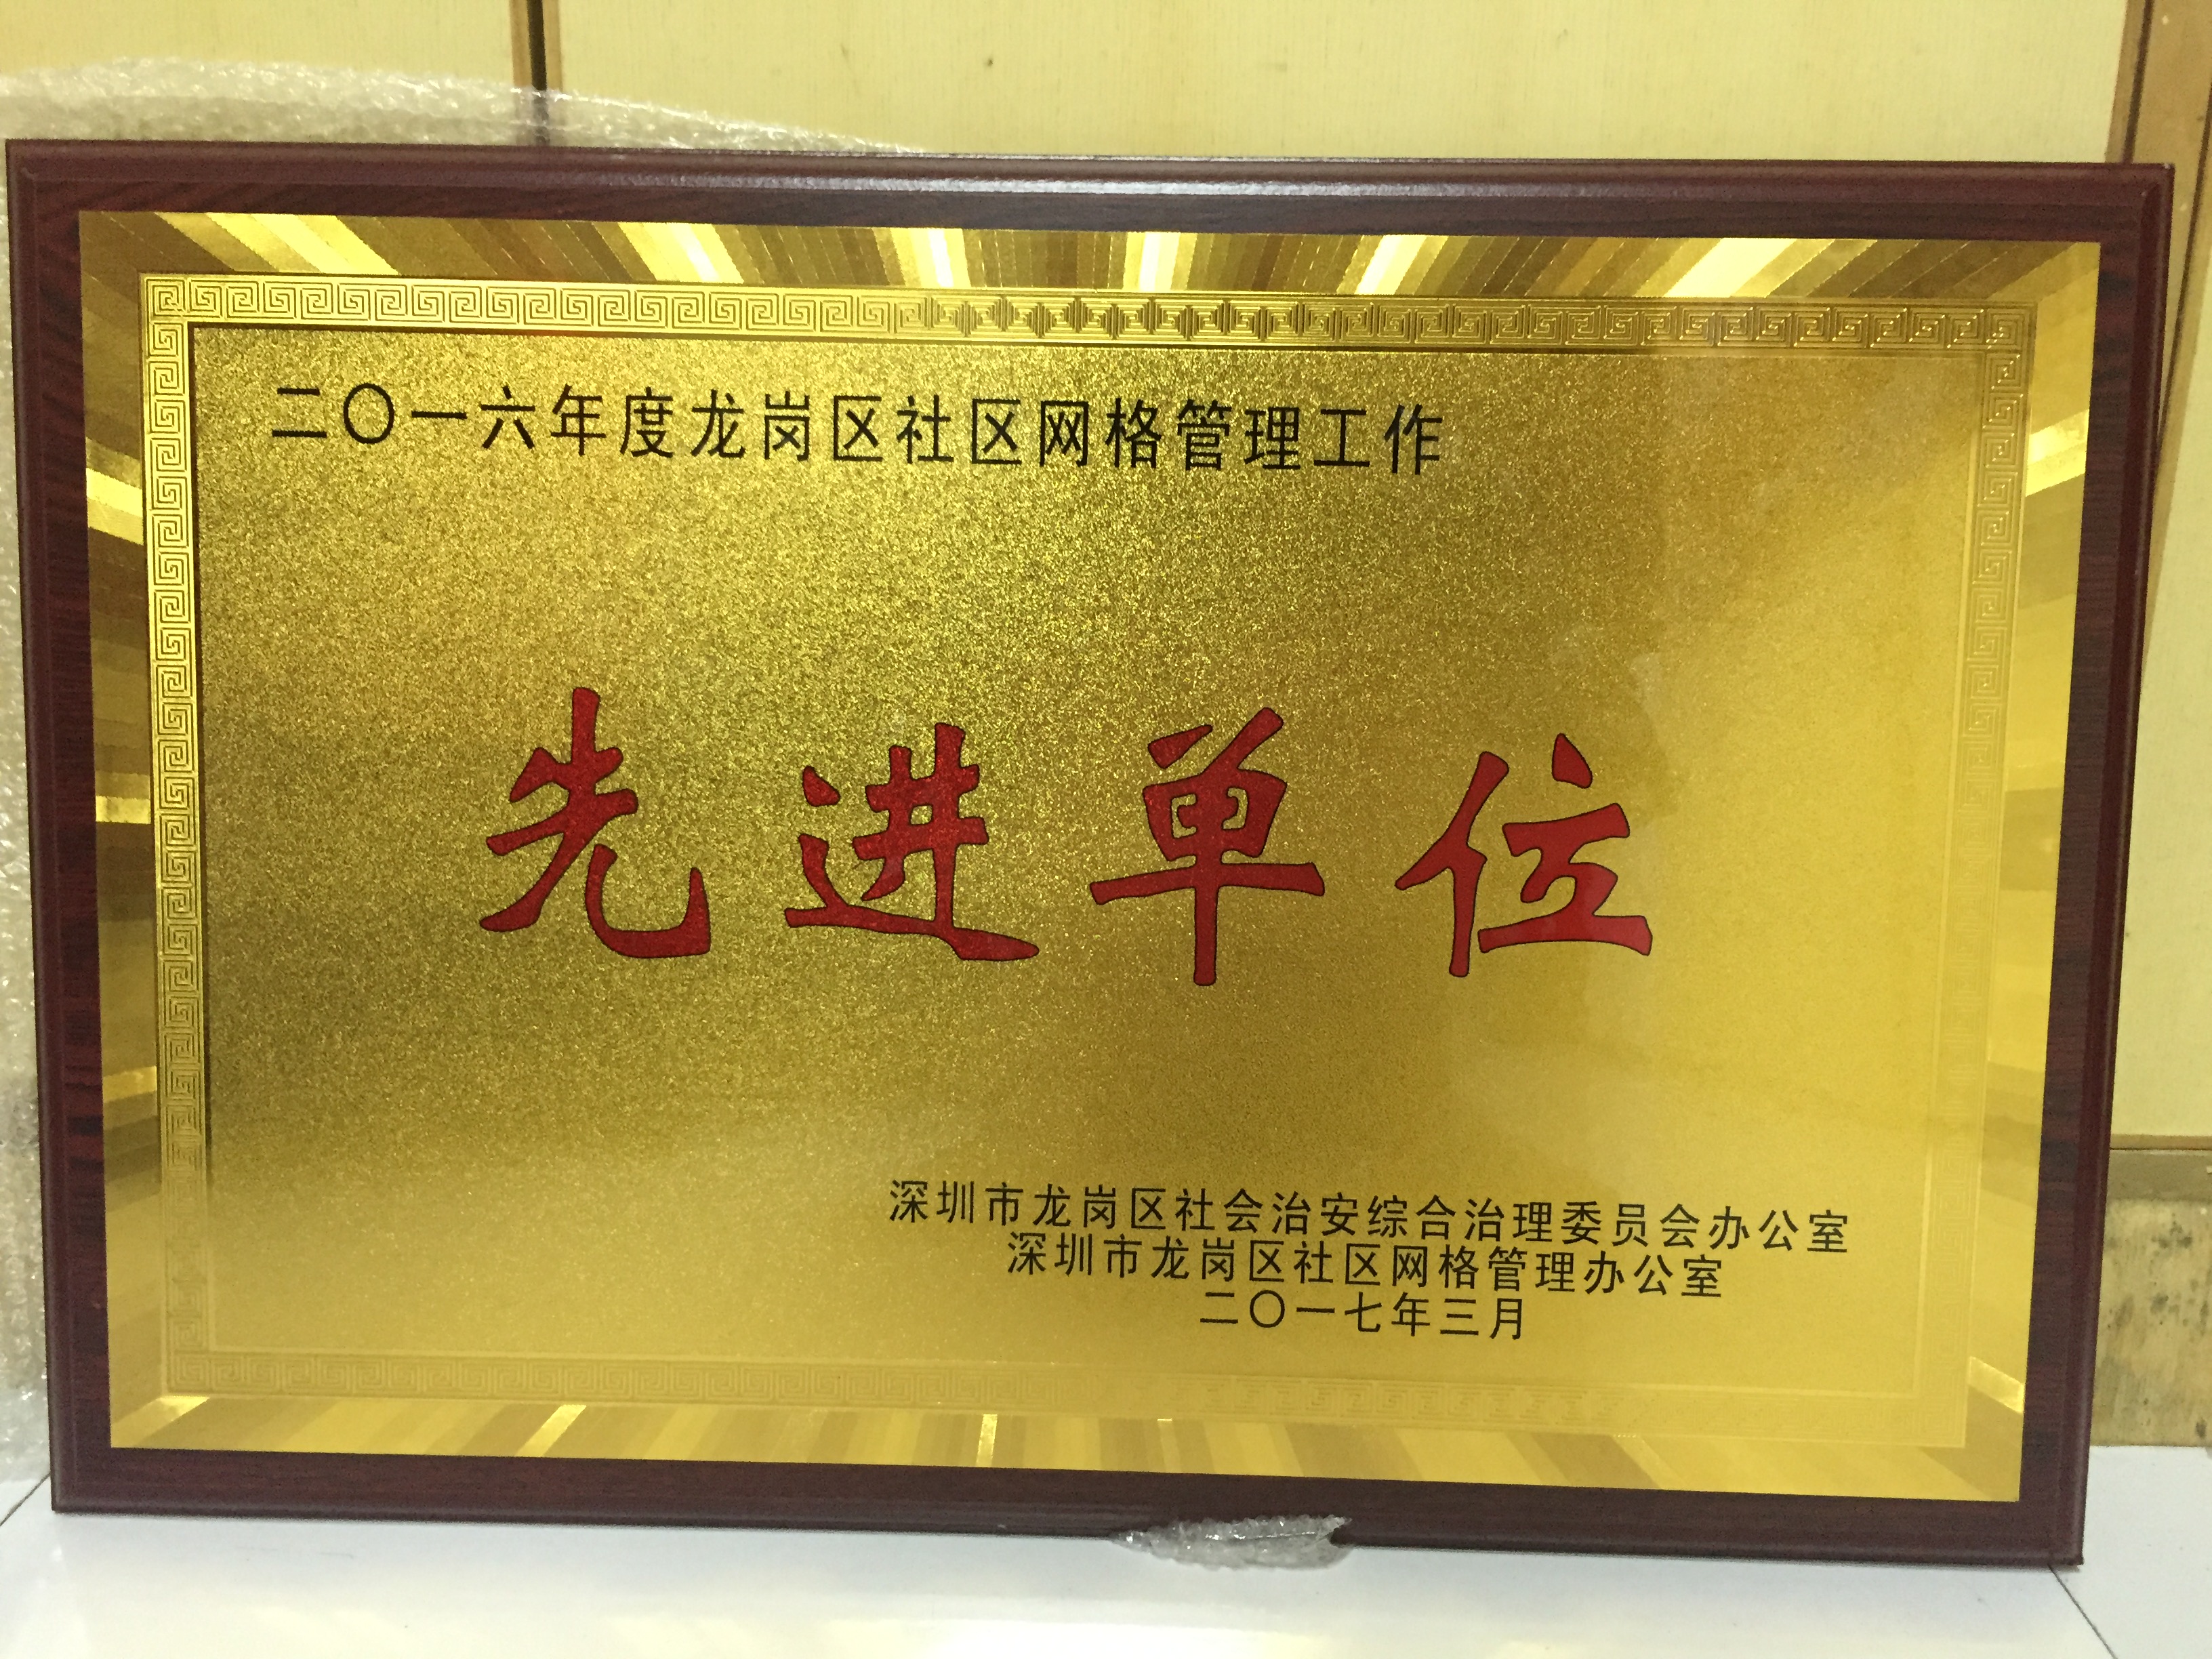 二〇一六年度龙岗区社区网格管理工作
先进单位
深圳市龙岗区社会治安综合治理委员会办公室
深圳市龙岗区社区网格管理办公室
二〇一七年三月